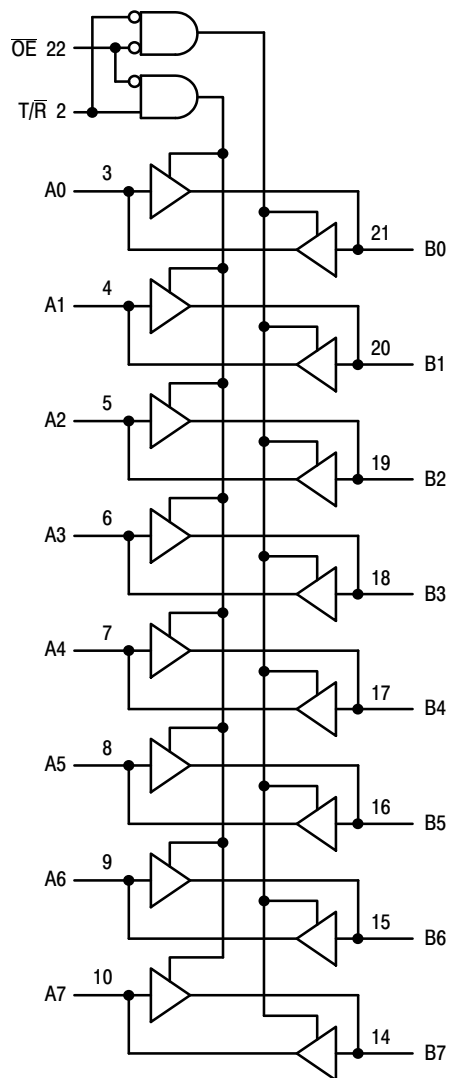 O̅E̅ 22
T/R̅ 2
A0 3
21 B0
A1 4
20 B1
A2 5
19 B2
A3 6
18 B3
A4 7
17 B4
A5 8
16 B5
A6 9
15 B6
A7 10
14 B7